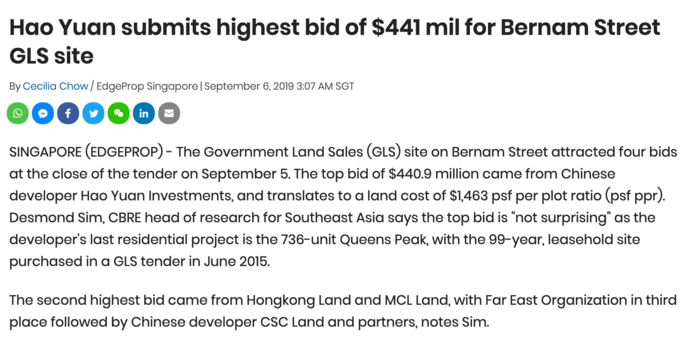 Hao Yuan submits highest bid of $441 mil for Bernam Street
GLS site
By Cecilia Chow / EdgeProp Singapore | September 6, 2019 3:07 AM SGT
SINGAPORE (EDGEPROP) - The Government Land Sales (GLS) site on Bernam Street attracted four bids
at the close of the tender on September 5. The top bid of $440.9 million came from Chinese
developer Hao Yuan Investments, and translates to a land cost of $1,463 psf per plot ratio (psf ppr).
Desmond Sim, CBRE head of research for Southeast Asia says the top bid is "not surprising" as the
developer's last residential project is the 736-unit Queens Peak, with the 99-year, leasehold site
purchased in a GLS tender in June 2015.
The second highest bid came from Hongkong Land and MCL Land, with Far East Organization in third
place followed by Chinese developer CSC Land and partners, notes Sim.